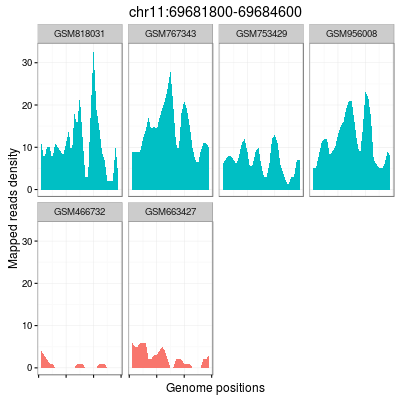 chr11:69681800-69684600
GSM818031 GSM767343 GSM753429 GSM956008
30
20
10
0
Mapped reads density
GSM466732 GSM663427
30
20
10
0
Genome positions